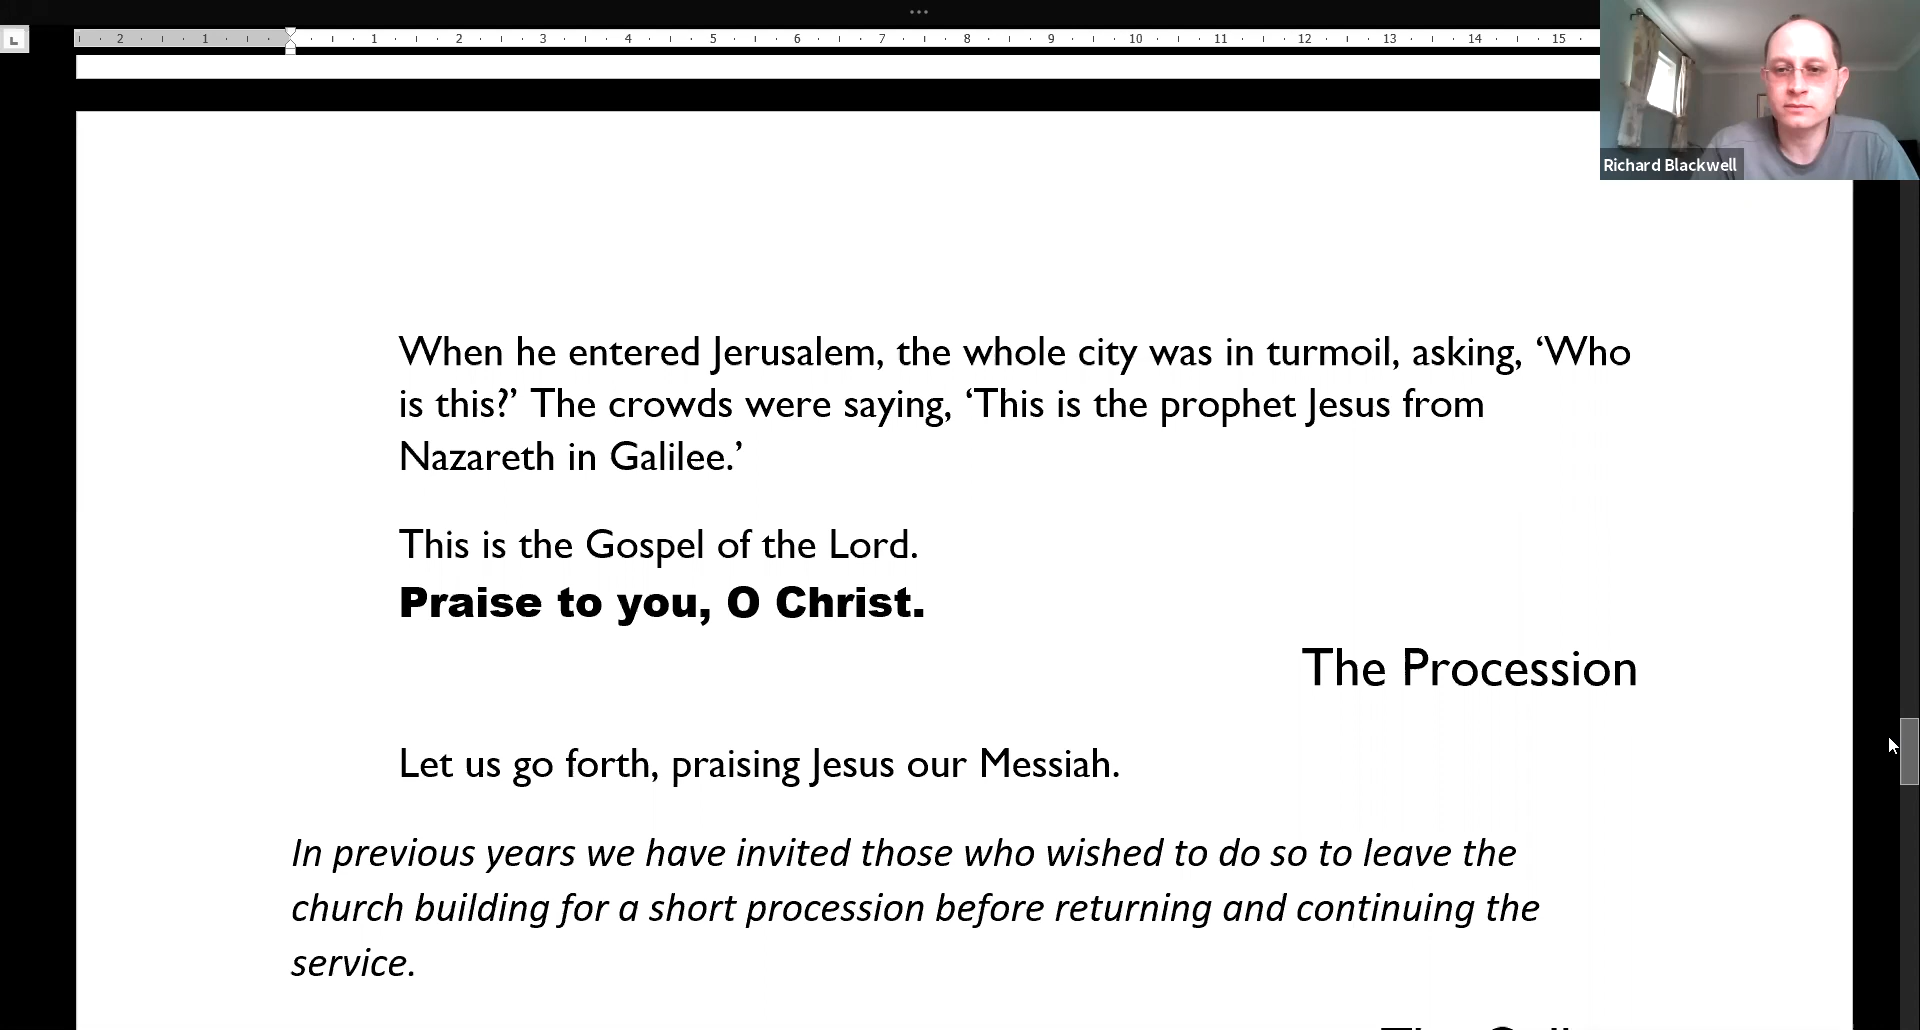 2 1 1 2 3 4 5 6 7 8 9 10 11 12 13 14 15
Richard Blackwell
When he entered Jerusalem, the whole city was in turmoil, asking, ‘Who
is this?’ The crowds were saying, ‘This is the prophet Jesus from
Nazareth in Galilee.’
This is the Gospel of the Lord.
Praise to you, O Christ.
The Procession
Let us go forth, praising Jesus our Messiah.
In previous years we have invited those who wished to do so to leave the
church building for a short procession before returning and continuing the
service.